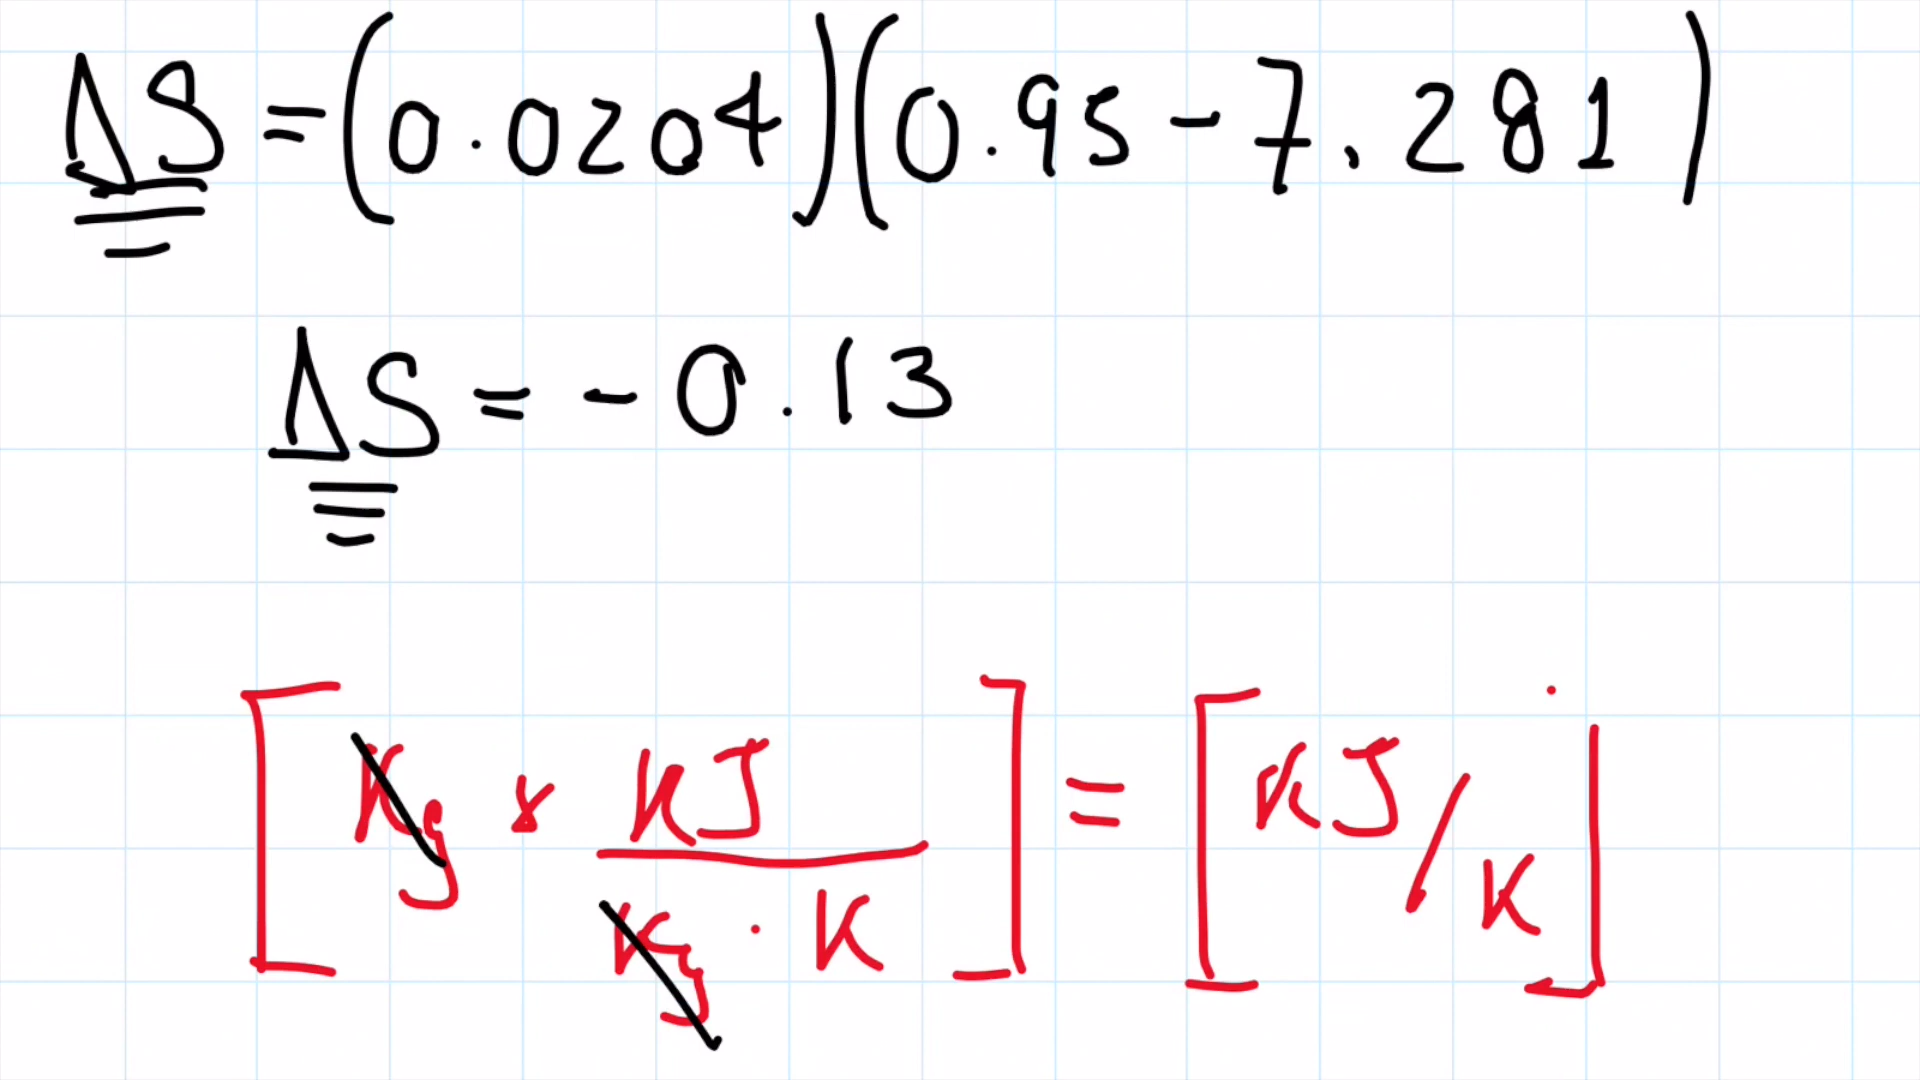 ΔS = (0.0204)(0.95 - 7.281)
ΔS = - 0.13
[Kg * KJ / Kg · K] = [KJ/K]